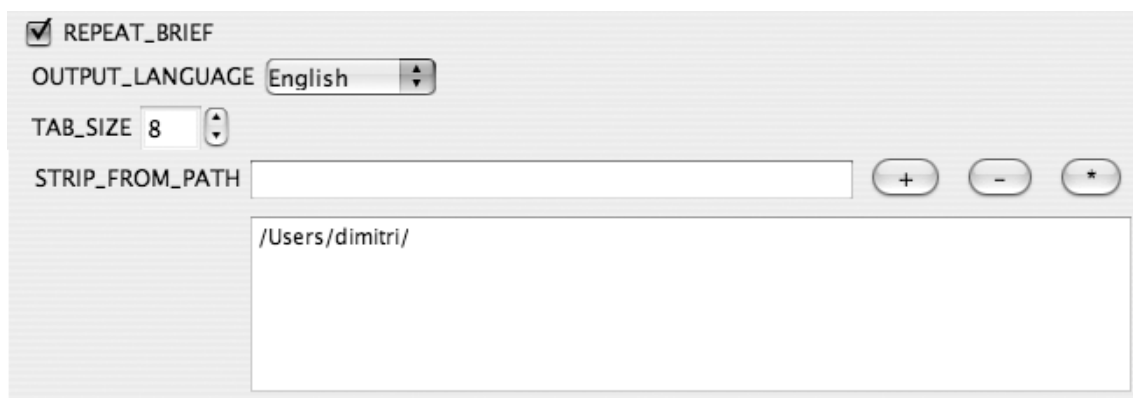 REPEAT_BRIEF
OUTPUT_LANGUAGE English
TAB_SIZE 8
STRIP_FROM_PATH + - *
/Users/dimitri/